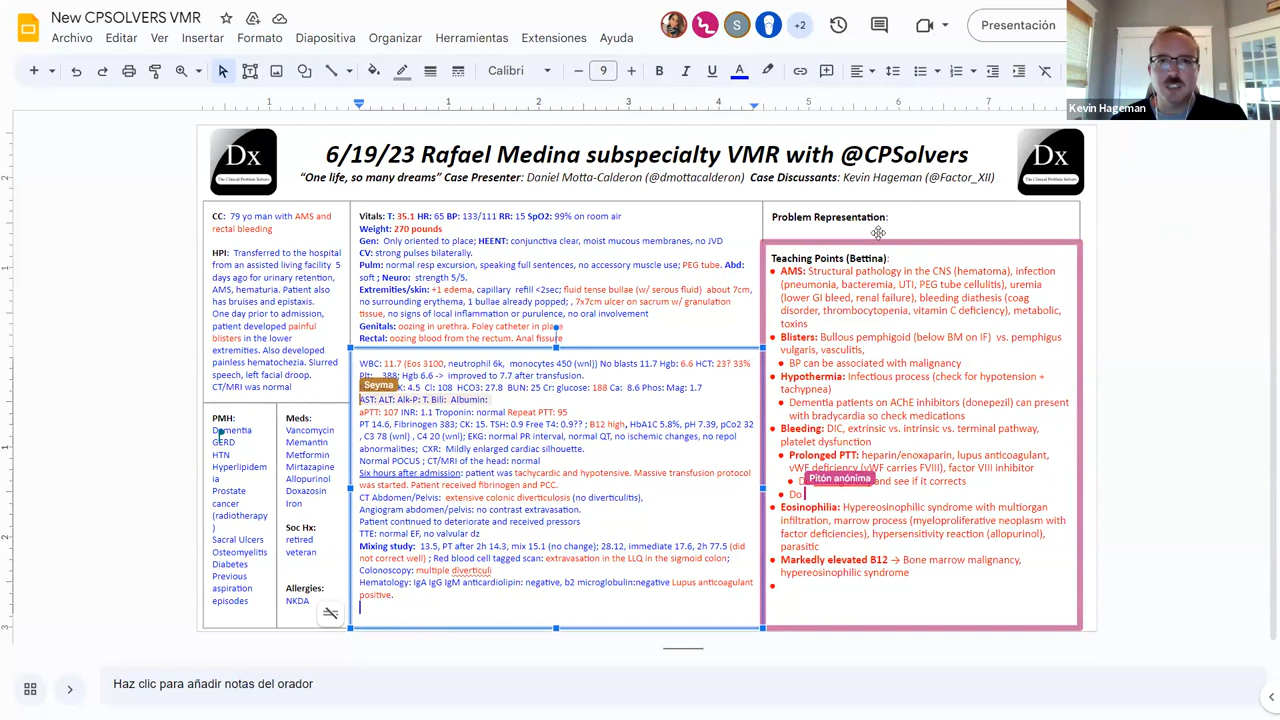 New CPSOLVERS VMR
Archivo Editar Ver Insertar Formato Diapositiva Organizar Herramientas Extensiones Ayuda
S
+2
Presentación
Calibri
9
Kevin Hageman
1 1 2 3 4 5 6 7
6/19/23 Rafael Medina subspecialty VMR with @CPSolvers
"One life, so many dreams" Case Presenter: Daniel Motta-Calderon (@dmottacalderon) Case Discussants: Kevin Hageman (@Factor_XII)
Dx
The Clinical Problem Solvers
Dx
The Clinical Problem Solvers
CC: 79 yo man with AMS and
rectal bleeding
HPI: Transferred to the hospital
from an assisted living facility 5
days ago for urinary retention,
AMS, hematuria. Patient also
has bruises and epistaxis.
One day prior to admission,
patient developed painful
blisters in the lower
extremities. Also developed
painless hematochezia. Slurred
speech, left facial droop.
CT/MRI was normal
PMH:
Dementia
GERD
HTN
Hyperlipidem
ia
Prostate
cancer
(radiotherapy
)
Sacral Ulcers
Osteomyelitis
Diabetes
Previous
aspiration
episodes
Meds:
Vancomycin
Memantin
Metformin
Mirtazapine
Allopurinol
Doxazosin
Iron
Soc Hx:
retired
veteran
Allergies:
NKDA
Vitals: T: 35.1 HR: 65 BP: 133/111 RR: 15 SpO2: 99% on room air
Weight: 270 pounds
Gen: Only oriented to place; HEENT: conjunctiva clear, moist mucous membranes, no JVD
CV: strong pulses bilaterally.
Pulm: normal resp excursion, speaking full sentences, no accessory muscle use; PEG tube. Abd:
soft ; Neuro: strength 5/5.
Extremities/skin: +1 edema, capillary refill <2sec; fluid tense bullae (w/ serous fluid) about 7cm,
no surrounding erythema, 1 bullae already popped; , 7x7cm ulcer on sacrum w/ granulation
tissue, no signs of local inflammation or purulence, no oral involvement
Genitals: oozing in urethra. Foley catheter in place
Rectal: oozing blood from the rectum. Anal fissure
WBC: 11.7 (Eos 3100, neutrophil 6k, monocytes 450 (wnl)) No blasts 11.7 Hgb: 6.6 HCT: 23? 33%
Plt: 388; Hgb 6.6 -> improved to 7.7 after transfusion.
Seyma
K: 4.5 Cl: 108 HCO3: 27.8 BUN: 25 Cr: glucose: 188 Ca: 8.6 Phos: Mg: 1.7
AST: ALT: Alk-P: T. Bili: Albumin:
aPTT: 107 INR: 1.1 Troponin: normal Repeat PTT: 95
PT 14.6, Fibrinogen 383; CK: 15. TSH: 0.9 Free T4: 0.9?? ; B12 high, HbA1C 5.8%, pH 7.39, pCo2 32
, C3 78 (wnl) , C4 20 (wnl) ; EKG: normal PR interval, normal QT, no ischemic changes, no repol
abnormalities; CXR: Mildly enlarged cardiac silhouette.
Normal POCUS ; CT/MRI of the head: normal
Six hours after admission: patient was tachycardic and hypotensive. Massive transfusion protocol
was started. Patient received fibrinogen and PCC.
CT Abdomen/Pelvis: extensive colonic diverticulosis (no diverticulitis),
Angiogram abdomen/pelvis: no contrast extravasation.
Patient continued to deteriorate and received pressors
TTE: normal EF, no valvular dz
Mixing study: 13.5, PT after 2h 14.3, mix 15.1 (no change); 28.12, immediate 17.6, 2h 77.5 (did
not correct well) ; Red blood cell tagged scan: extravasation in the LLQ in the sigmoid colon;
Colonoscopy: multiple diverticuli
Hematology: IgA IgG IgM anticardiolipin: negative, b2 microglobulin:negative Lupus anticoagulant
positive.
Problem Representation:
Teaching Points (Bettina):
AMS: Structural pathology in the CNS (hematoma), infection
(pneumonia, bacteremia, UTI, PEG tube cellulitis), uremia
(lower GI bleed, renal failure), bleeding diathesis (coag
disorder, thrombocytopenia, vitamin C deficiency), metabolic,
toxins
Blisters: Bullous pemphigoid (below BM on IF) vs. pemphigus
vulgaris, vasculitis,
BP can be associated with malignancy
Hypothermia: Infectious process (check for hypotension +
tachypnea)
Dementia patients on AChE inhibitors (donepezil) can present
with bradycardia so check medications
Bleeding: DIC, extrinsic vs. intrinsic vs. terminal pathway,
platelet dysfunction
Prolonged PTT: heparin/enoxaparin, lupus anticoagulant,
vWF deficiency (vWF carries FVIII), factor VIII inhibitor
Pitón anónima
and see if it corrects
Do
Eosinophilia: Hypereosinophilic syndrome with multiorgan
infiltration, marrow process (myeloproliferative neoplasm with
factor deficiencies), hypersensitivity reaction (allopurinol),
parasitic
Markedly elevated B12 → Bone marrow malignancy,
hypereosinophilic syndrome
Haz clic para añadir notas del orador